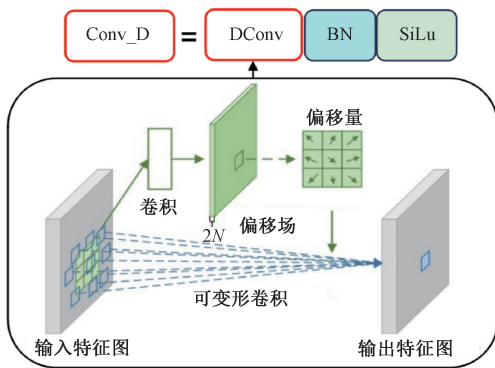 Conv_D = DConv BN SiLu
偏移量
卷积
2N 偏移场
可变形卷积
输入特征图 输出特征图